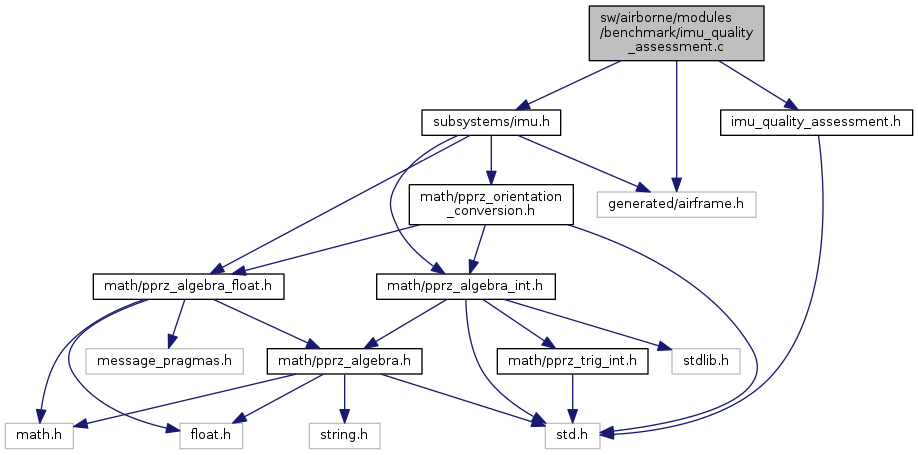 sw/airborne/modules
/benchmark/imu_quality
_assessment.c
subsystems/imu.h
imu_quality_assessment.h
math/pprz_orientation
_conversion.h
generated/airframe.h
math/pprz_algebra_float.h
math/pprz_algebra_int.h
message_pragmas.h
math/pprz_algebra.h
math/pprz_trig_int.h
stdlib.h
math.h
float.h
string.h
std.h